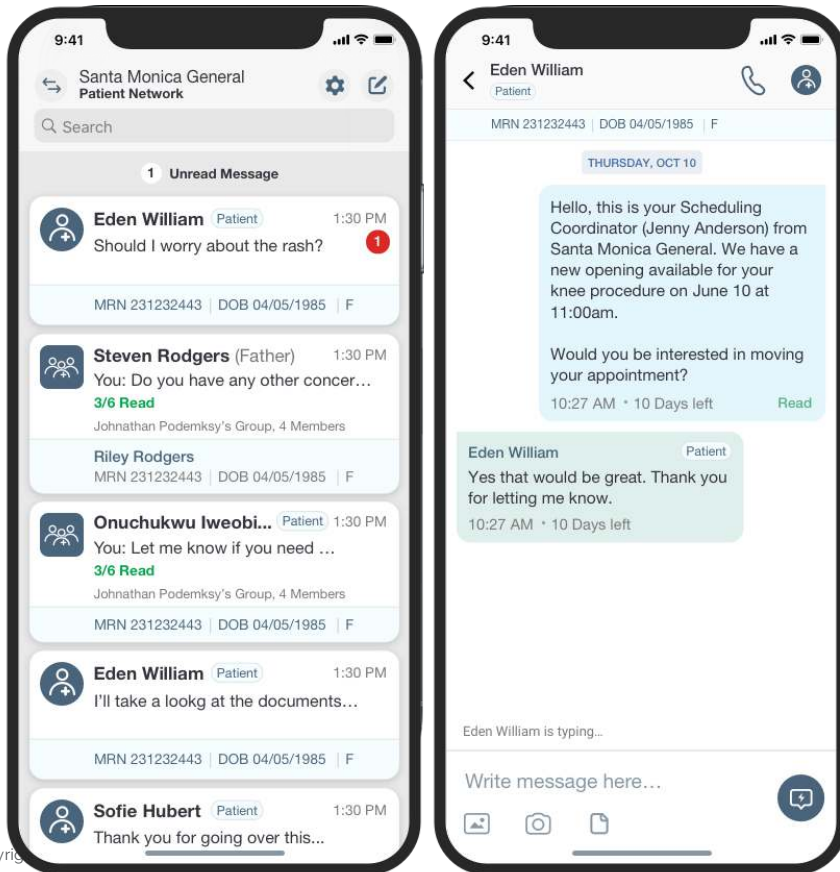 9:41
Santa Monica General
Patient Network
Search
1 Unread Message
Eden William Patient 1:30 PM
Should I worry about the rash? 1
MRN 231232443 | DOB 04/05/1985 | F
Steven Rodgers (Father) 1:30 PM
You: Do you have any other concer...
3/6 Read
Johnathan Podemksy's Group, 4 Members
Riley Rodgers
MRN 231232443 | DOB 04/05/1985 | F
Onuchukwu Iweobi... Patient 1:30 PM
You: Let me know if you need ...
3/6 Read
Johnathan Podemksy's Group, 4 Members
MRN 231232443 | DOB 04/05/1985 | F
Eden William Patient 1:30 PM
I'll take a lookg at the documents...
MRN 231232443 | DOB 04/05/1985 | F
Sofie Hubert Patient 1:30 PM
Thank you for going over this...
9:41
Eden William
Patient
MRN 231232443 | DOB 04/05/1985 | F
THURSDAY, OCT 10
Hello, this is your Scheduling
Coordinator (Jenny Anderson) from
Santa Monica General. We have a
new opening available for your
knee procedure on June 10 at
11:00am.
Would you be interested in moving
your appointment?
10:27 AM • 10 Days left Read
Eden William Patient
Yes that would be great. Thank you
for letting me know.
10:27 AM • 10 Days left
Eden William is typing...
Write message here...